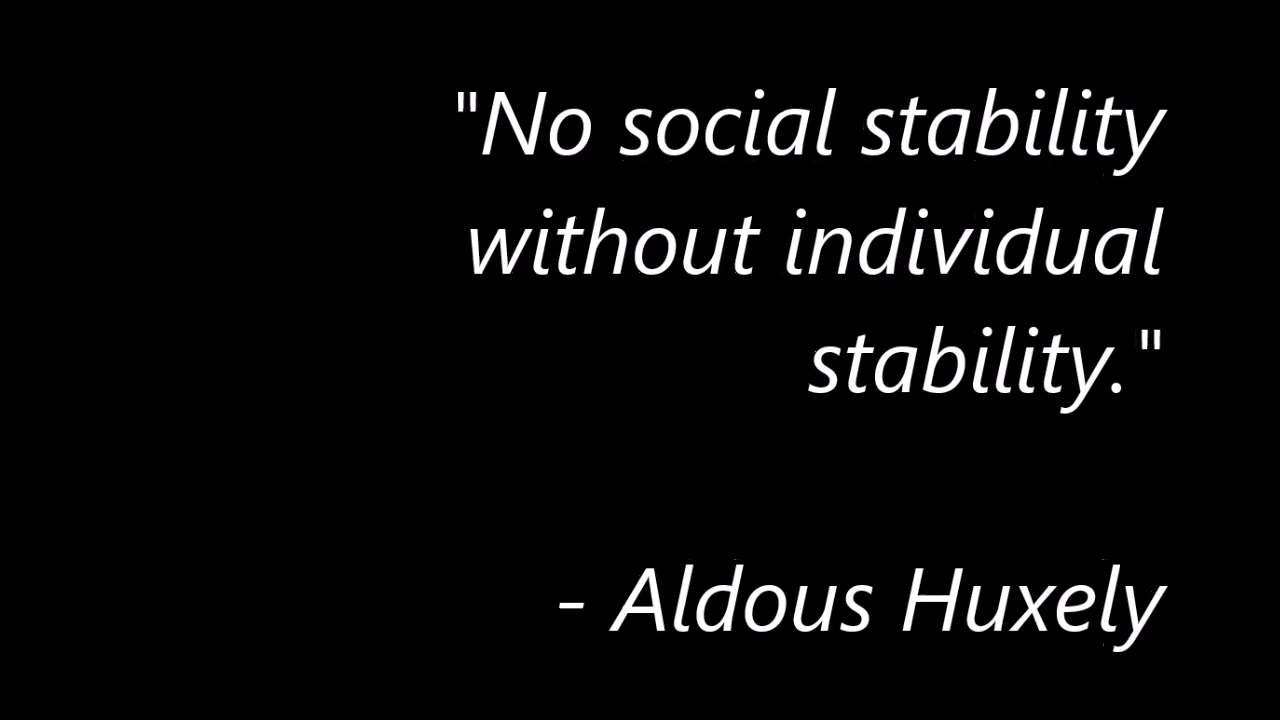 "No social stability
without individual
stability."
- Aldous Huxely